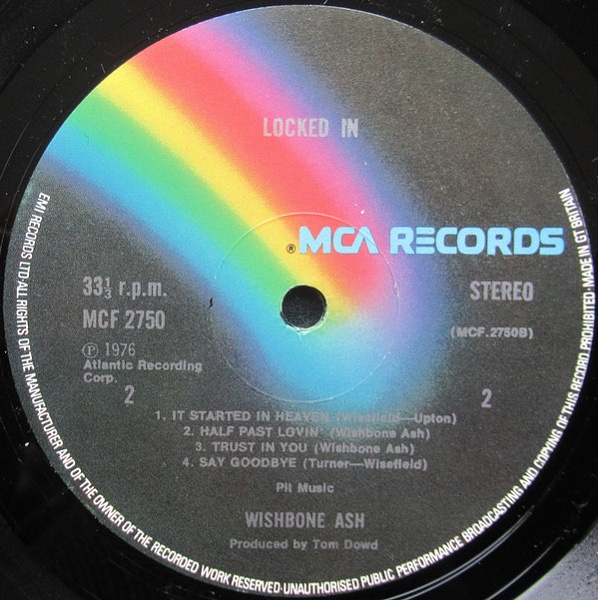 LOCKED IN
®MCA RECORDS
33⅓ r.p.m.
STEREO
MCF 2750
(MCF.2750B)
℗ 1976
Atlantic Recording
Corp.
2
2
1. IT STARTED IN HEAVEN (Wisefield—Upton)
2. HALF PAST LOVIN' (Wishbone Ash)
3. TRUST IN YOU (Wishbone Ash)
4. SAY GOODBYE (Turner—Wisefield)
Pit Music
WISHBONE ASH
Produced by Tom Dowd
EMI RECORDS LTD·ALL RIGHTS OF THE MANUFACTURER AND OF THE OWNER OF THE RECORDED WORK RESERVED·UNAUTHORISED PUBLIC PERFORMANCE BROADCASTING AND COPYING OF THIS RECORD PROHIBITED·MADE IN GT BRITAIN